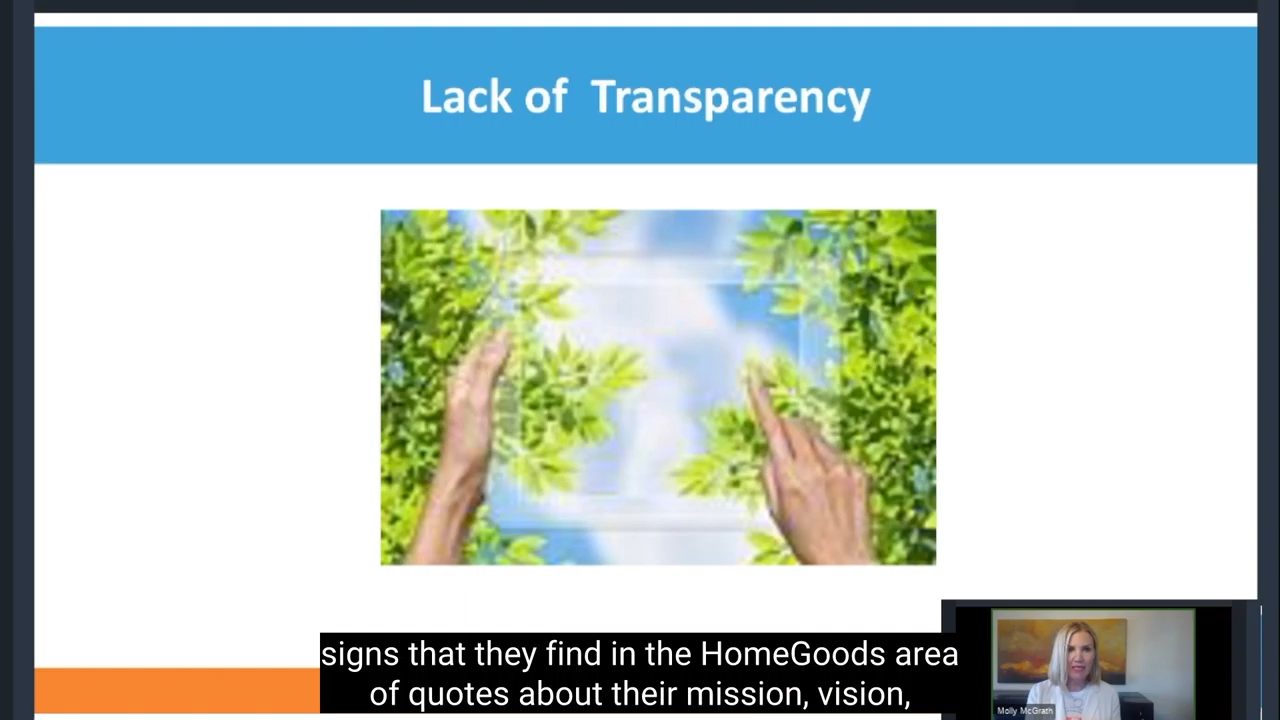 Lack of  Transparency
signs that they find in the HomeGoods area
of quotes about their mission, vision,
Molly McGrath